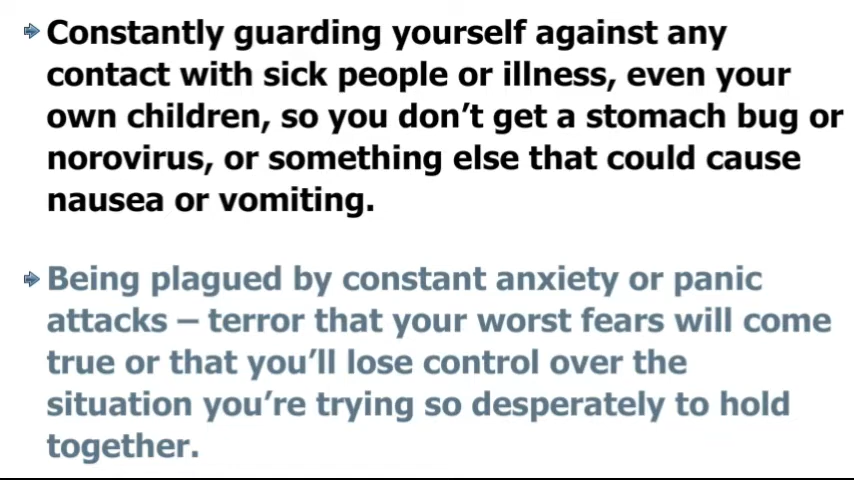 Constantly guarding yourself against any
contact with sick people or illness, even your
own children, so you don’t get a stomach bug or
norovirus, or something else that could cause
nausea or vomiting.
Being plagued by constant anxiety or panic
attacks – terror that your worst fears will come
true or that you’ll lose control over the
situation you’re trying so desperately to hold
together.